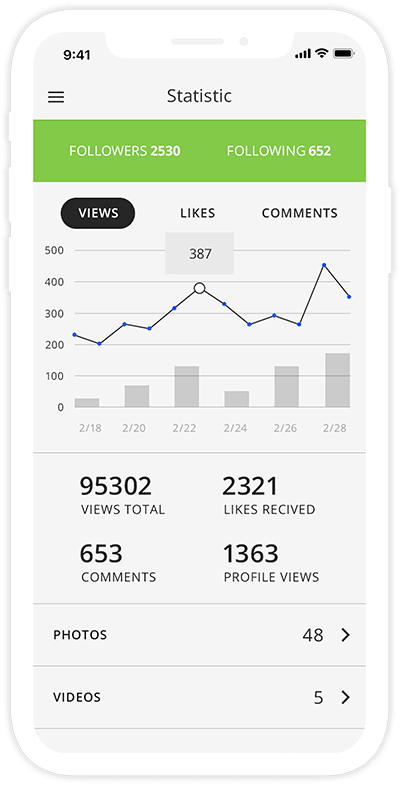 9:41
Statistic
FOLLOWERS 2530 FOLLOWING 652
VIEWS LIKES COMMENTS
387
500
400
300
200
100
0
2/18 2/20 2/22 2/24 2/26 2/28
95302 2321
VIEWS TOTAL LIKES RECIVED
653 1363
COMMENTS PROFILE VIEWS
PHOTOS 48
VIDEOS 5